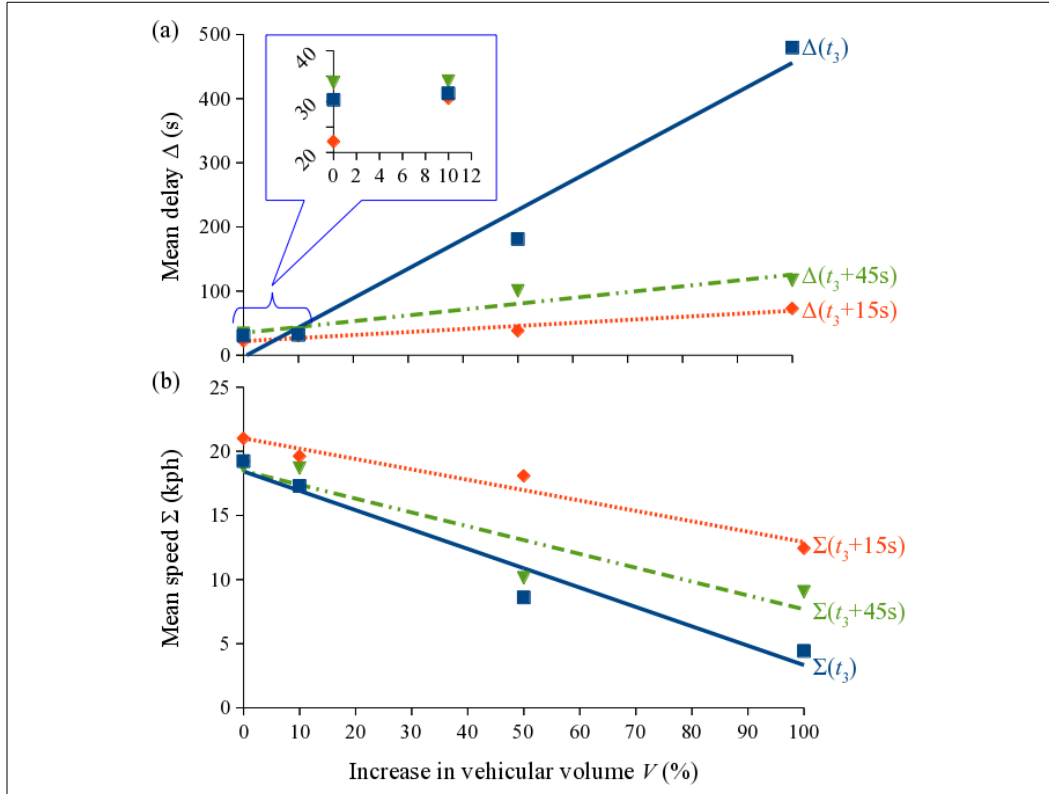 (a)
500
400
300
200
100
0
Mean delay Δ (s)
40
30
20
0 2 4 6 8 10 12
Δ(t₃)
Δ(t₃+45s)
Δ(t₃+15s)
(b)
25
20
15
10
5
0
Mean speed Σ (kph)
Σ(t₃+15s)
Σ(t₃+45s)
Σ(t₃)
0 10 20 30 40 50 60 70 80 90 100
Increase in vehicular volume V (%)